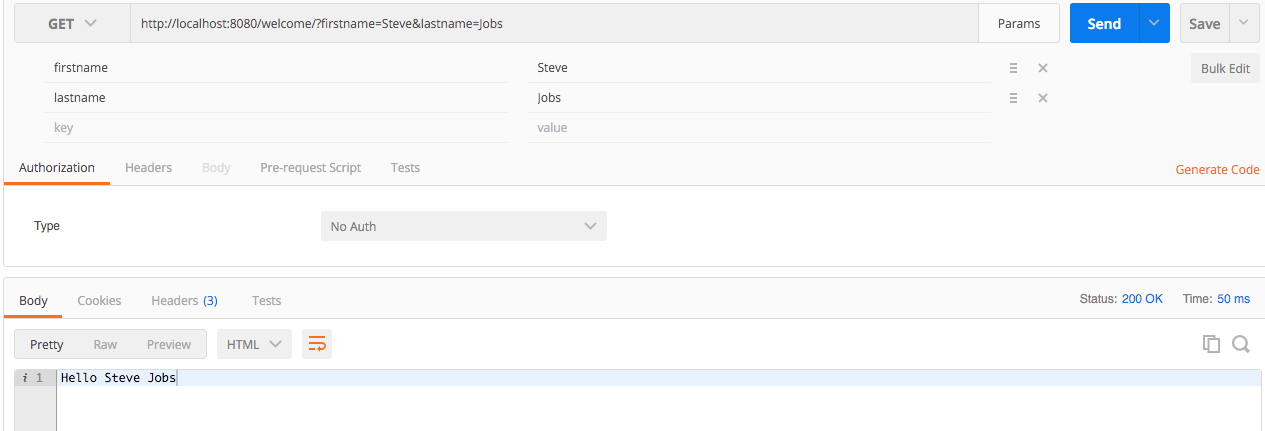 GET http://localhost:8080/welcome/?firstname=Steve&lastname=Jobs Params Send Save
firstname Steve Bulk Edit
lastname Jobs
key value
Authorization Headers Body Pre-request Script Tests Generate Code
Type No Auth
Body Cookies Headers (3) Tests Status: 200 OK Time: 50 ms
Pretty Raw Preview HTML
i 1 Hello Steve Jobs